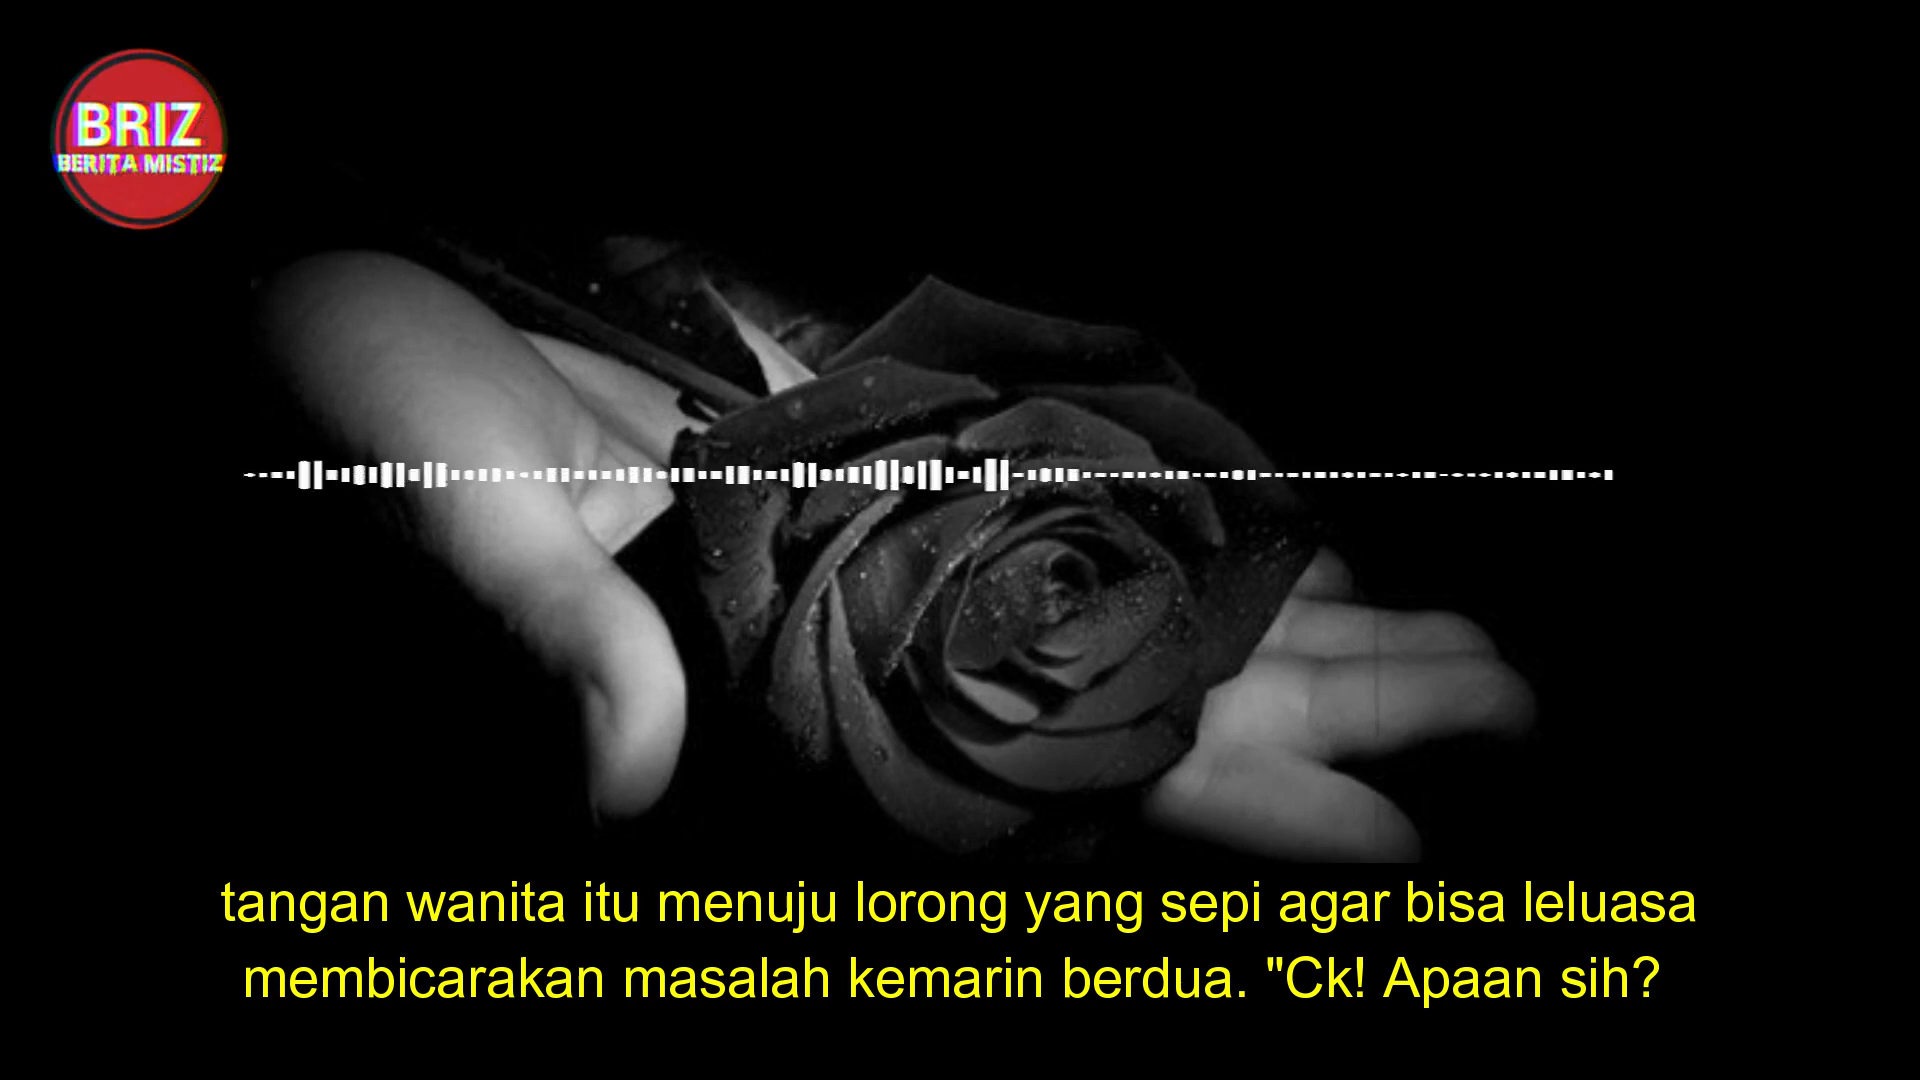 BRIZ
BERITA MISTIZ
tangan wanita itu menuju lorong yang sepi agar bisa leluasa
membicarakan masalah kemarin berdua. "Ck! Apaan sih?